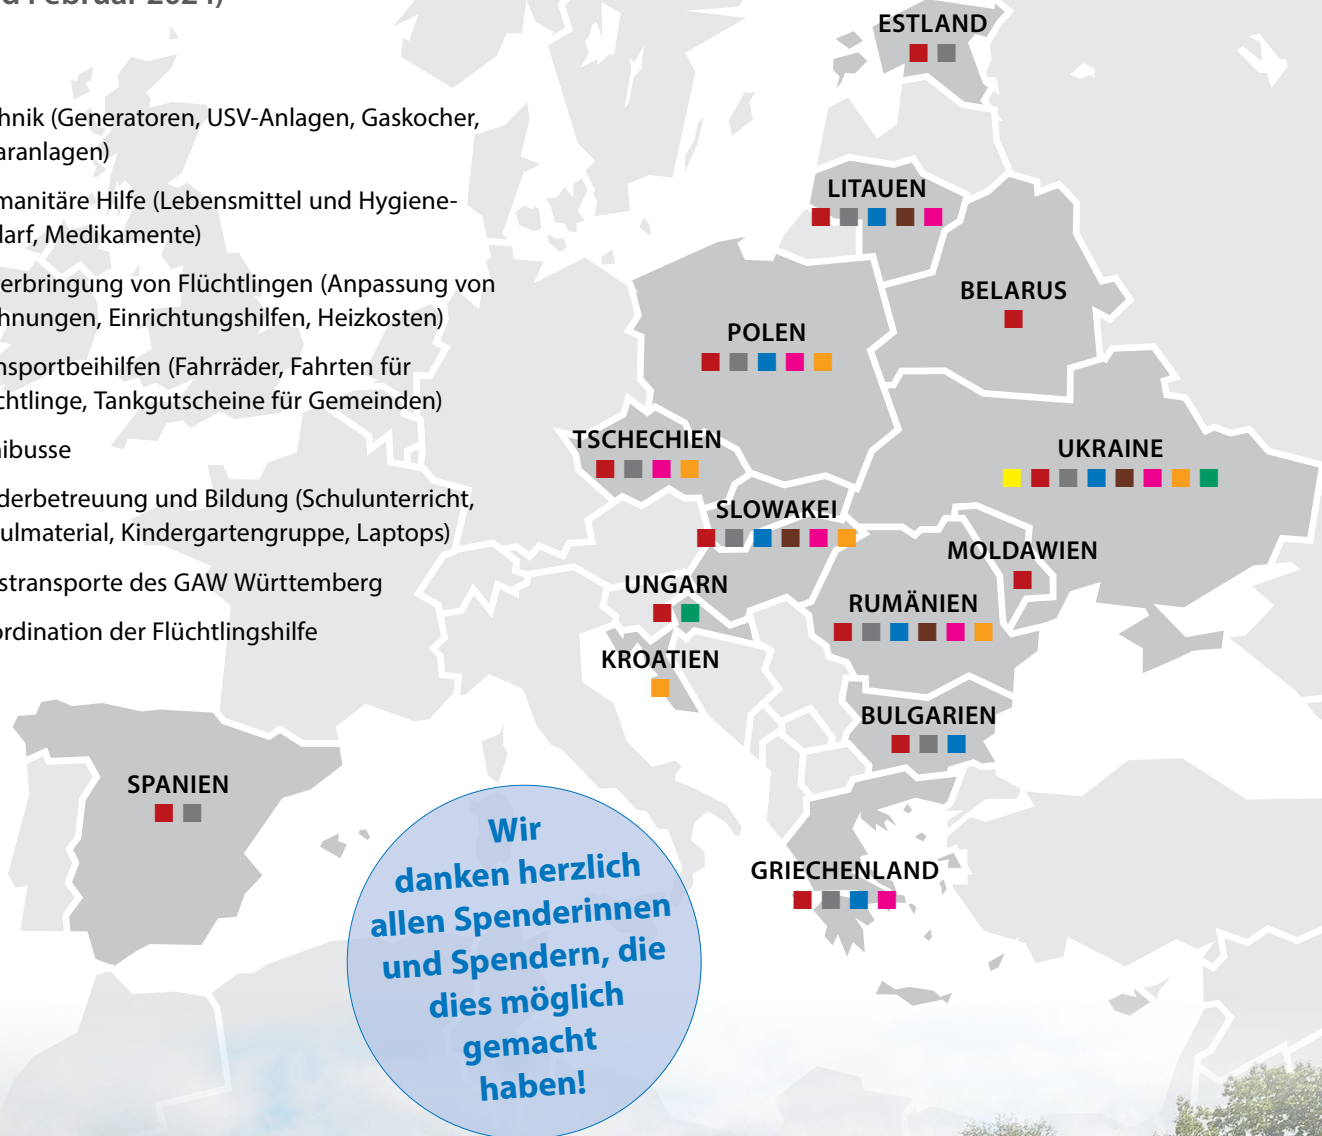 d Februar 2024)
hnik (Generatoren, USV-Anlagen, Gaskocher,
aranlagen)
manitäre Hilfe (Lebensmittel und Hygiene-
darf, Medikamente)
erbringung von Flüchtlingen (Anpassung von
hnungen, Einrichtungshilfen, Heizkosten)
nsportbeihilfen (Fahrräder, Fahrten für
chtlinge, Tankgutscheine für Gemeinden)
nibusse
derbetreuung und Bildung (Schulunterricht,
ulmaterial, Kindergartengruppe, Laptops)
stransporte des GAW Württemberg
ordination der Flüchtlingshilfe
ESTLAND
LITAUEN
BELARUS
POLEN
TSCHECHIEN
UKRAINE
SLOWAKEI
MOLDAWIEN
UNGARN
RUMÄNIEN
KROATIEN
BULGARIEN
SPANIEN
GRIECHENLAND
Wir
danken herzlich
allen Spenderinnen
und Spendern, die
dies möglich
gemacht
haben!